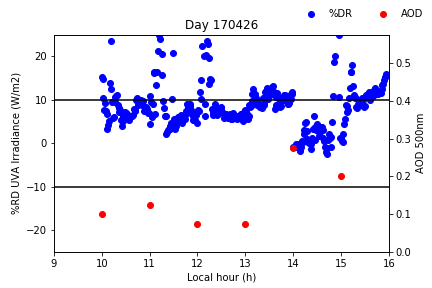 %DR AOD
Day 170426
20
10
0
−10
−20
%RD UVA Irradiance (W/m2)
0.5
0.4
0.3
0.2
0.1
0.0
AOD 500nm
9 10 11 12 13 14 15 16
Local hour (h)